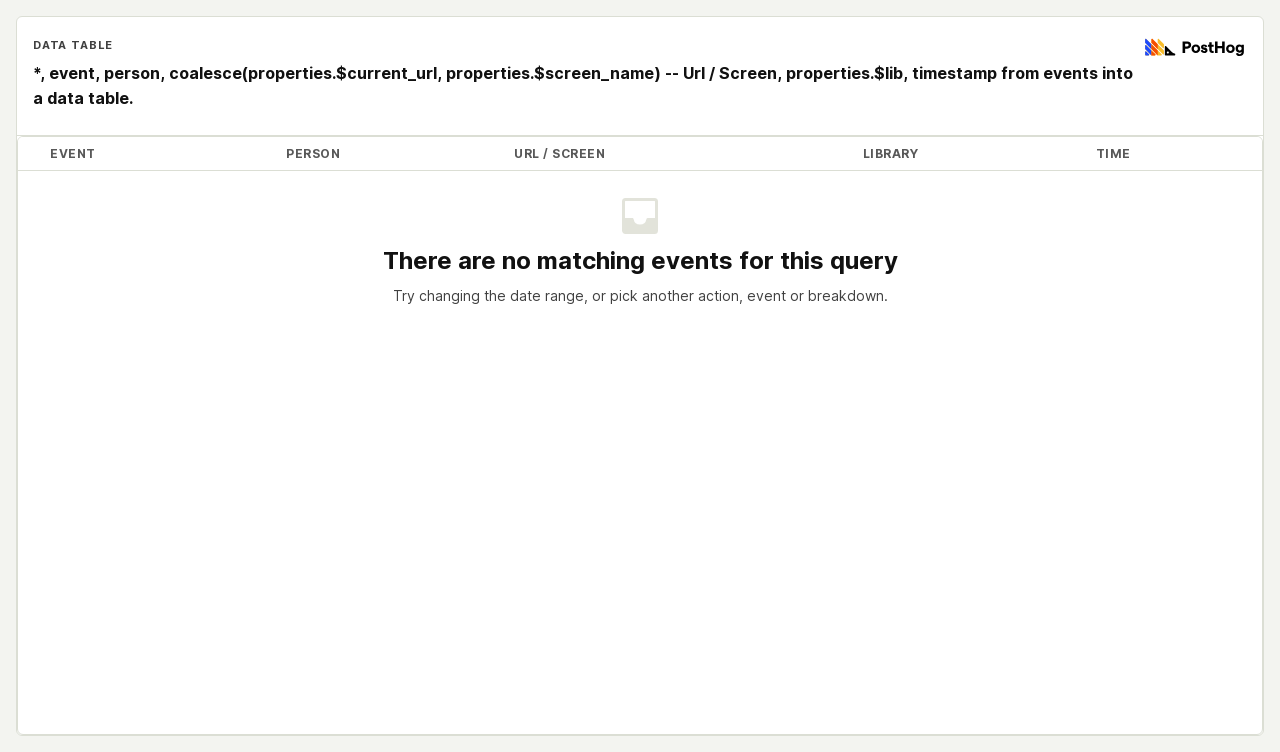 DATA TABLE
PostHog
*, event, person, coalesce(properties.$current_url, properties.$screen_name) -- Url / Screen, properties.$lib, timestamp from events into
a data table.
EVENT PERSON URL / SCREEN LIBRARY TIME
There are no matching events for this query
Try changing the date range, or pick another action, event or breakdown.